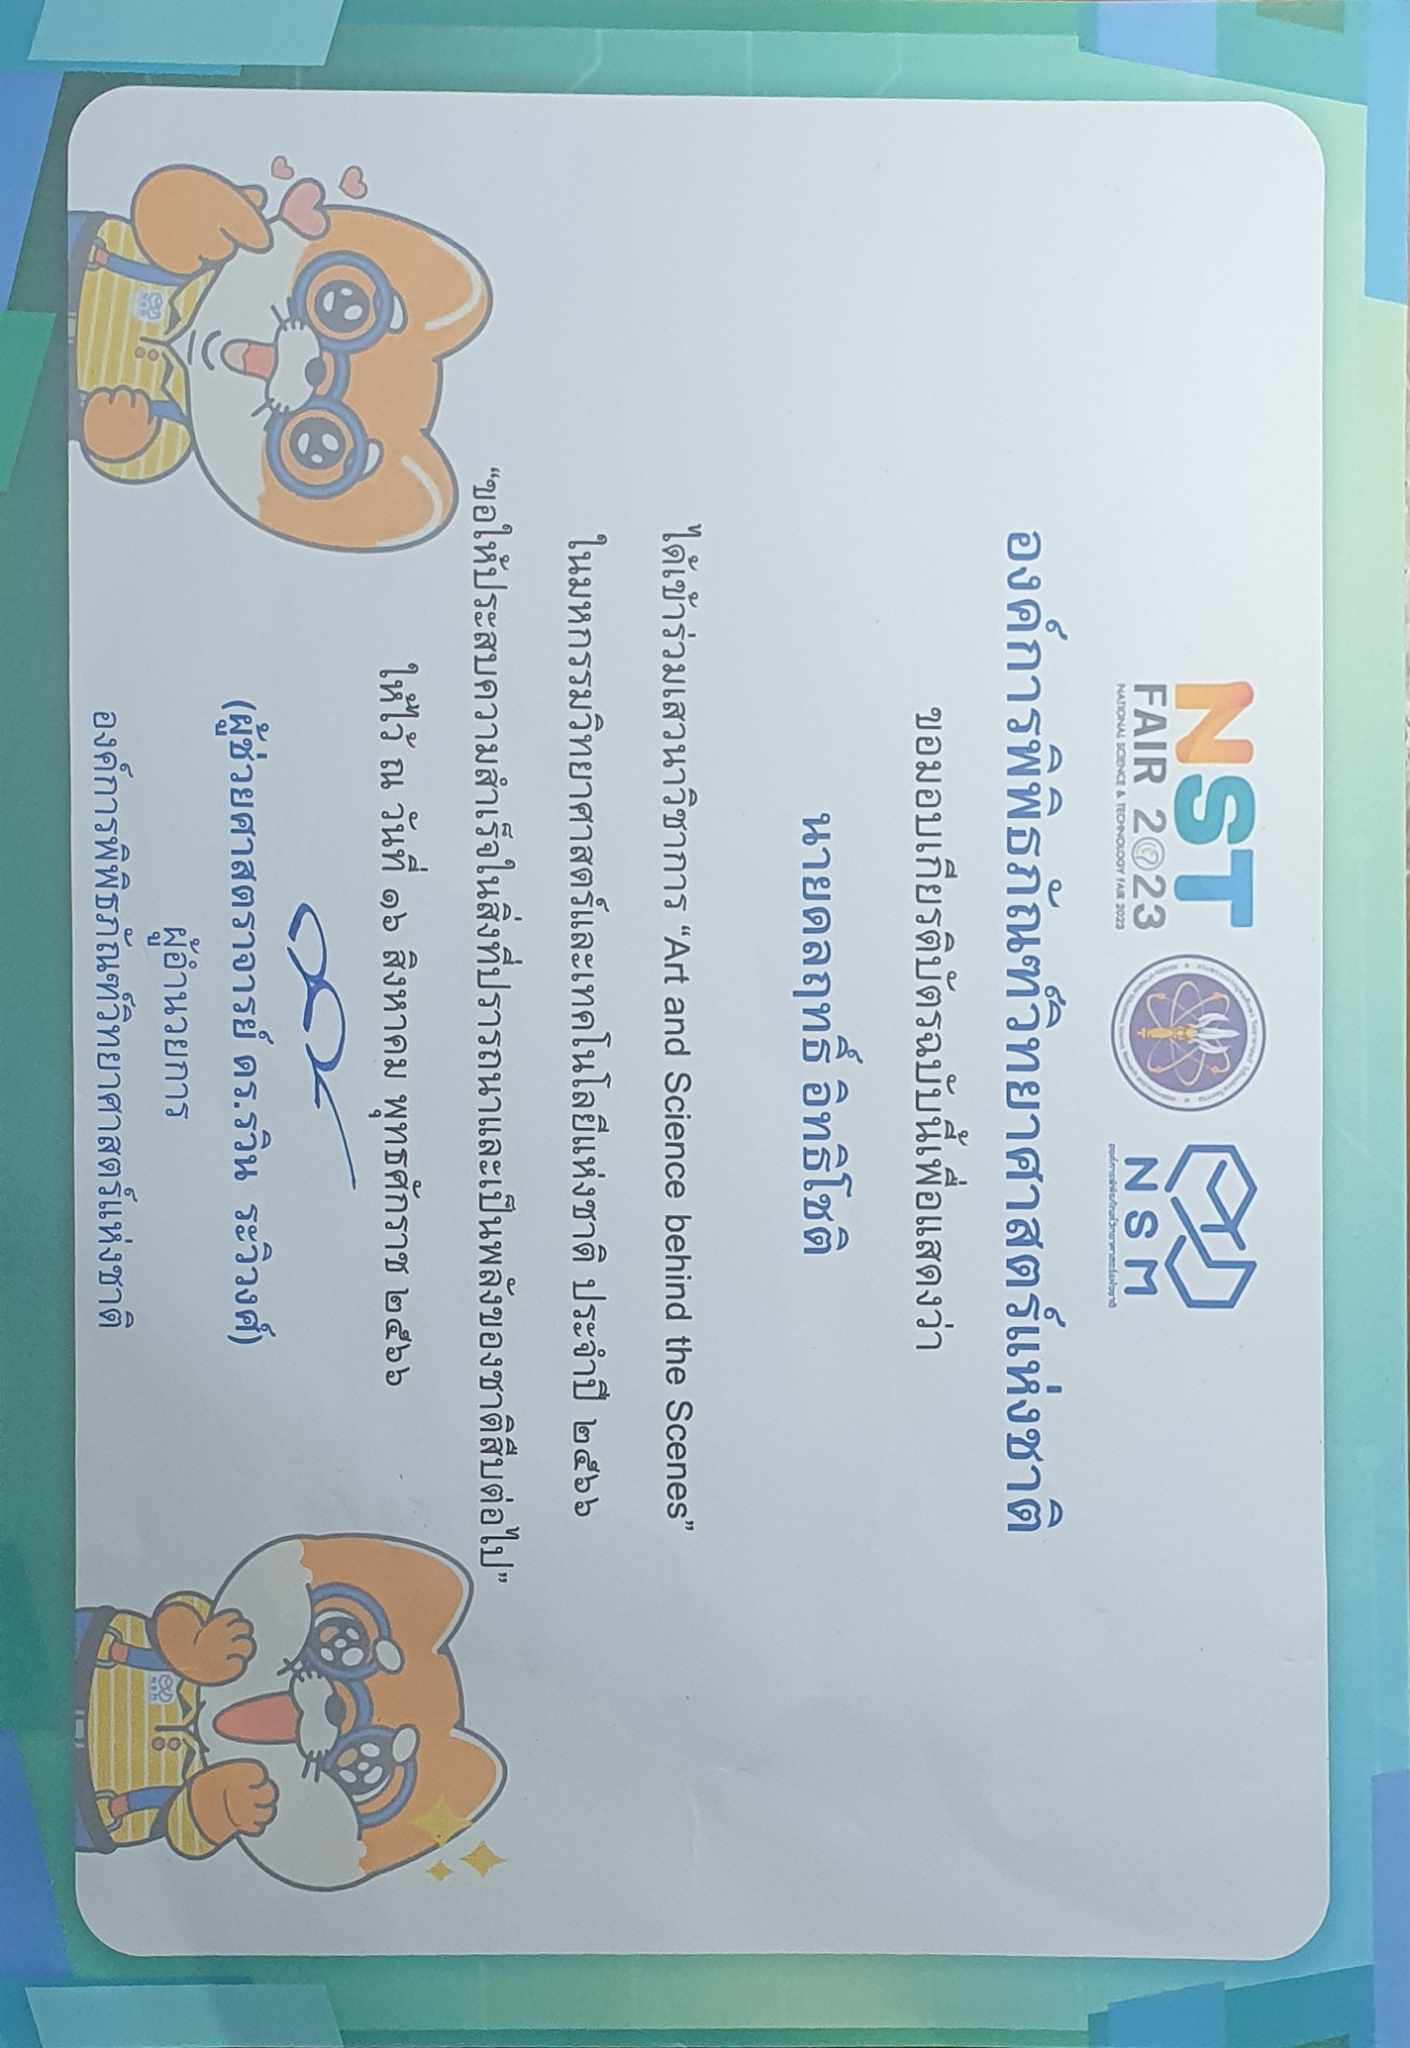 NST
FAIR 2023
NATIONAL SCIENCE & TECHNOLOGY FAIR 2023
NSM
องค์การพิพิธภัณฑ์วิทยาศาสตร์แห่งชาติ
องค์การพิพิธภัณฑ์วิทยาศาสตร์แห่งชาติ
ขอมอบเกียรติบัตรฉบับนี้เพื่อแสดงว่า
นายดลฤทธิ์ อิทธิโชติ
ได้เข้าร่วมเสวนาวิชาการ “Art and Science behind the Scenes”
ในมหกรรมวิทยาศาสตร์และเทคโนโลยีแห่งชาติ ประจำปี ๒๕๖๖
“ขอให้ประสบความสำเร็จในสิ่งที่ปรารถนาและเป็นพลังของชาติสืบต่อไป”
ให้ไว้ ณ วันที่ ๑๖ สิงหาคม พุทธศักราช ๒๕๖๖
(ผู้ช่วยศาสตราจารย์ ดร.รวิน ระวิวงศ์)
ผู้อำนวยการ
องค์การพิพิธภัณฑ์วิทยาศาสตร์แห่งชาติ
NSM
NSM